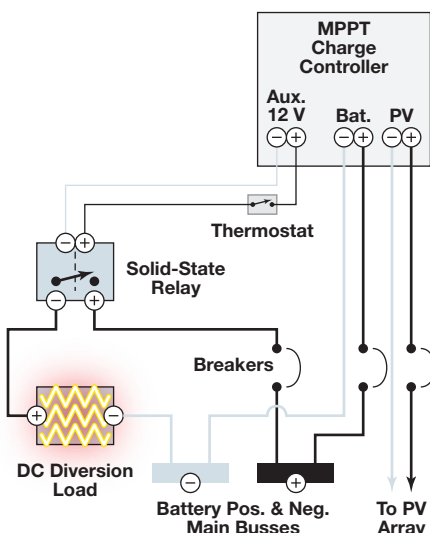 MPPT
Charge
Controller
Aux.
12 V
Bat.
PV
− + − + − +
Thermostat
− +
Solid-State
Relay
− +
Breakers
+ −
DC Diversion
Load
− +
Battery Pos. & Neg.
Main Busses
To PV
Array